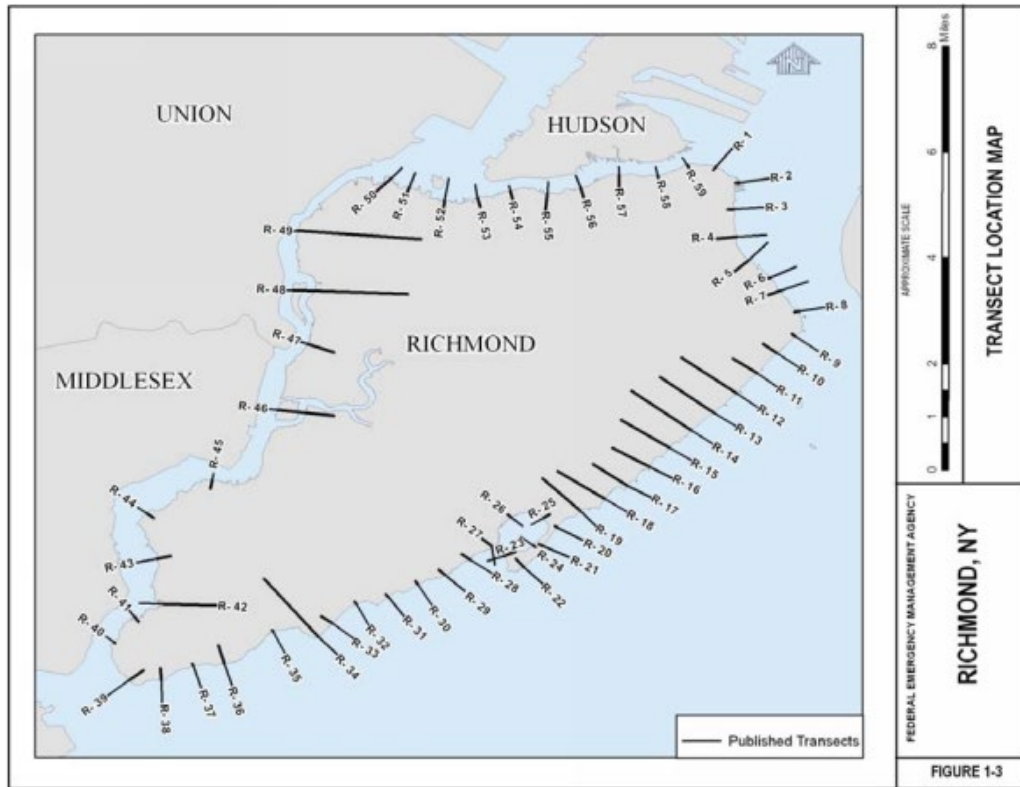 UNION
HUDSON
N
R-1
R-2
R-3
R-4
R-5
R-6
R-7
R-8
R-9
R-10
R-11
R-12
R-13
R-14
R-15
R-16
R-17
R-18
R-19
R-20
R-21
R-22
R-23
R-24
R-25
R-26
R-27
R-28
R-29
R-30
R-31
R-32
R-33
R-34
R-35
R-36
R-37
R-38
R-39
R-40
R-41
R-42
R-43
R-44
R-45
R-46
R-47
R-48
R-49
R-50
R-51
R-52
R-53
R-54
R-55
R-56
R-57
R-58
R-59
RICHMOND
MIDDLESEX
Published Transects
8
Miles
6
4
2
1
0
APPROXIMATE SCALE
TRANSECT LOCATION MAP
FEDERAL EMERGENCY MANAGEMENT AGENCY
RICHMOND, NY
FIGURE 1-3